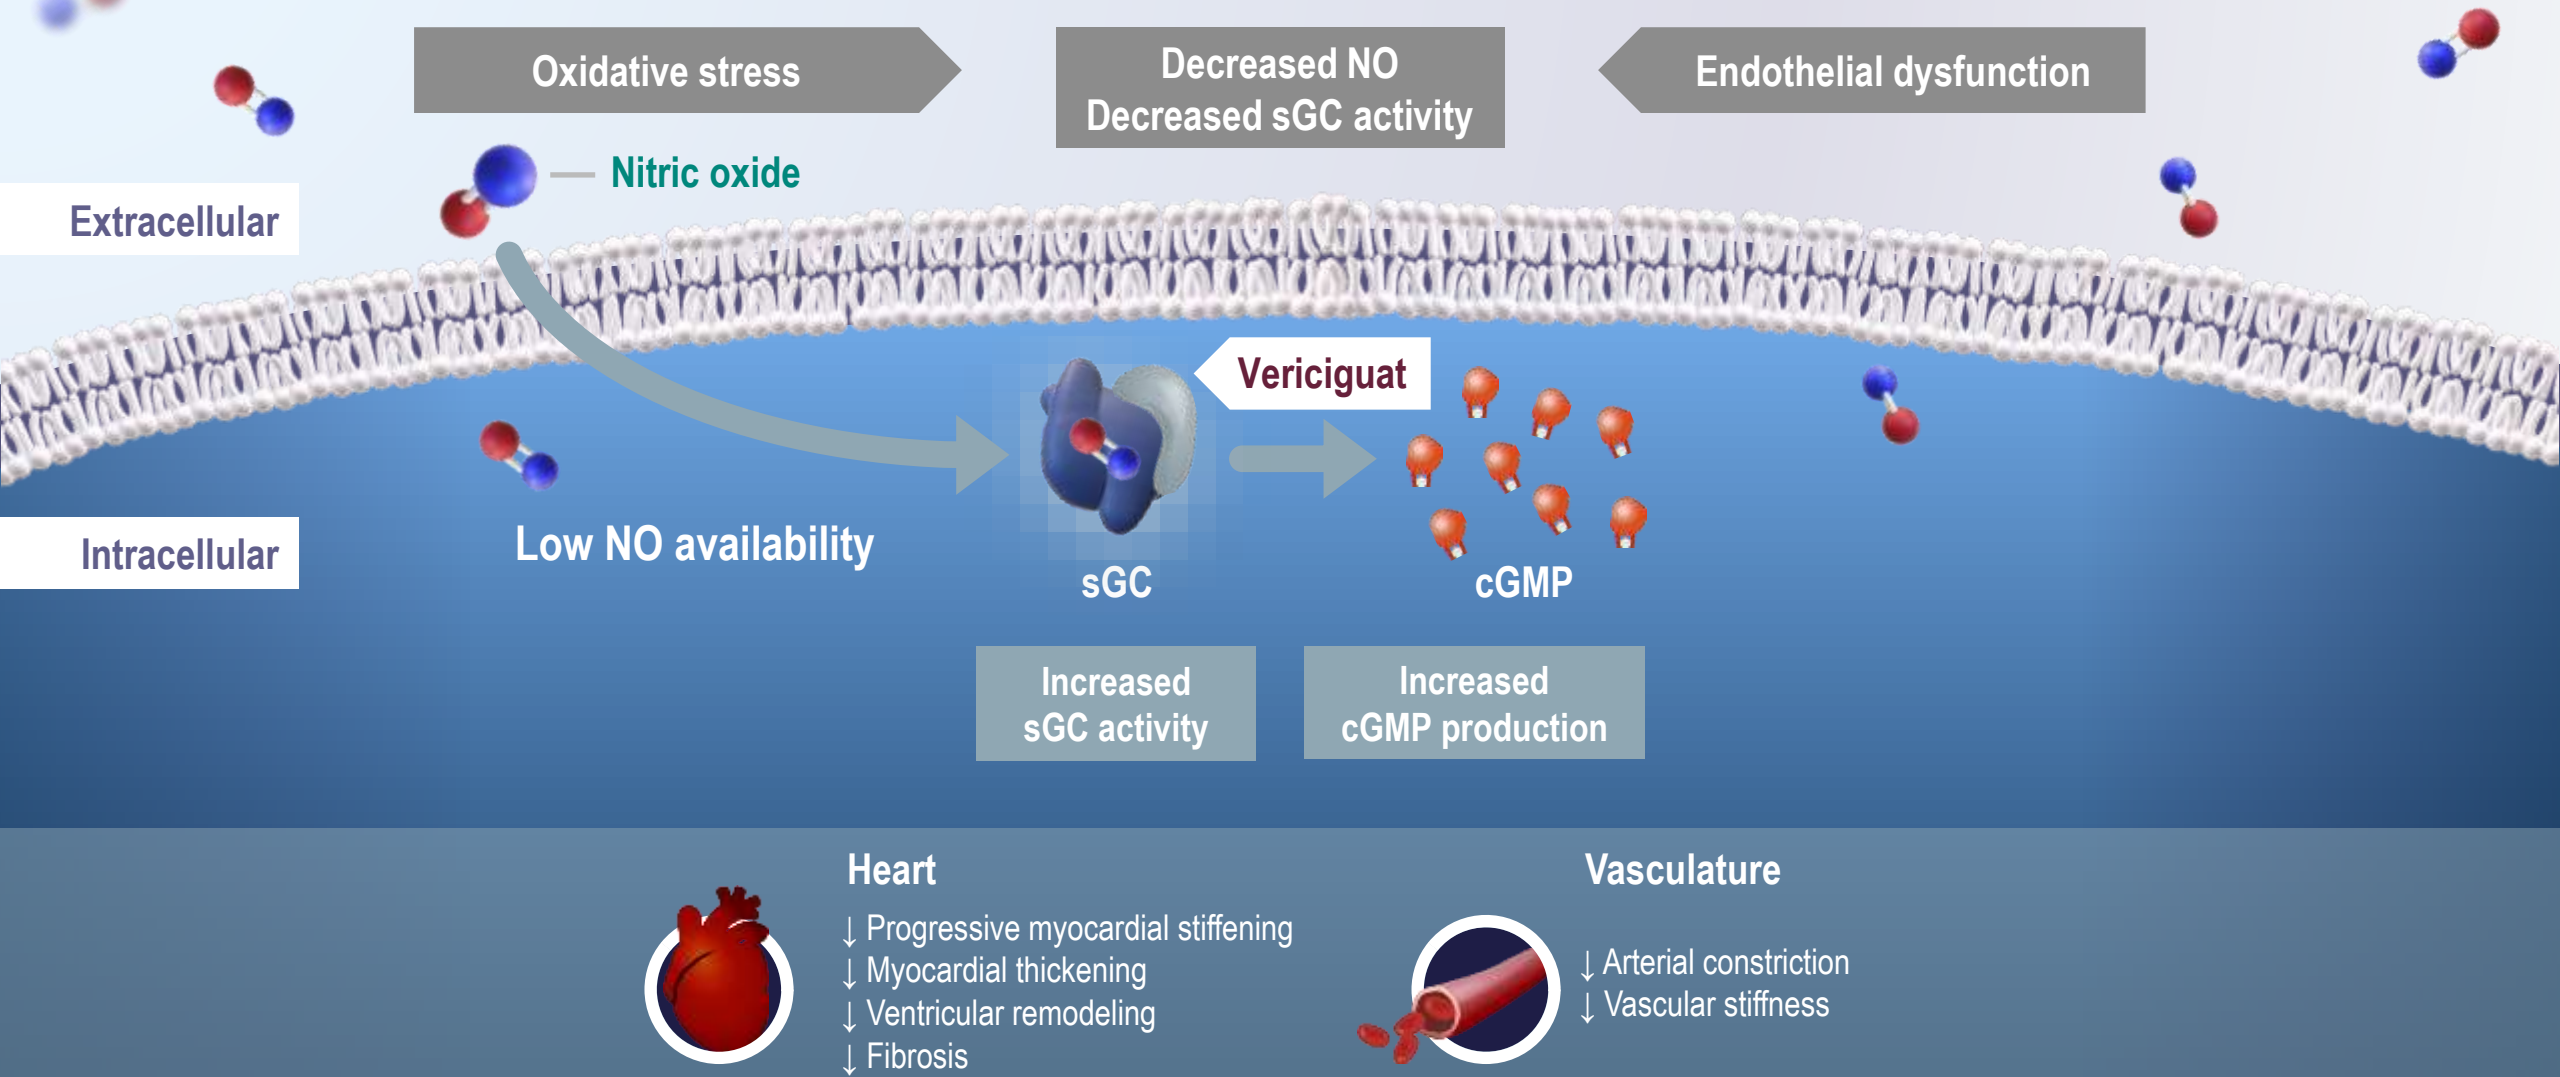 Oxidative stress
Decreased NO
Decreased sGC activity
Endothelial dysfunction
Nitric oxide
Extracellular
Vericiguat
Intracellular
Low NO availability
sGC
cGMP
Increased
sGC activity
Increased
cGMP production
Heart
↓ Progressive myocardial stiffening
↓ Myocardial thickening
↓ Ventricular remodeling
↓ Fibrosis
Vasculature
↓ Arterial constriction
↓ Vascular stiffness